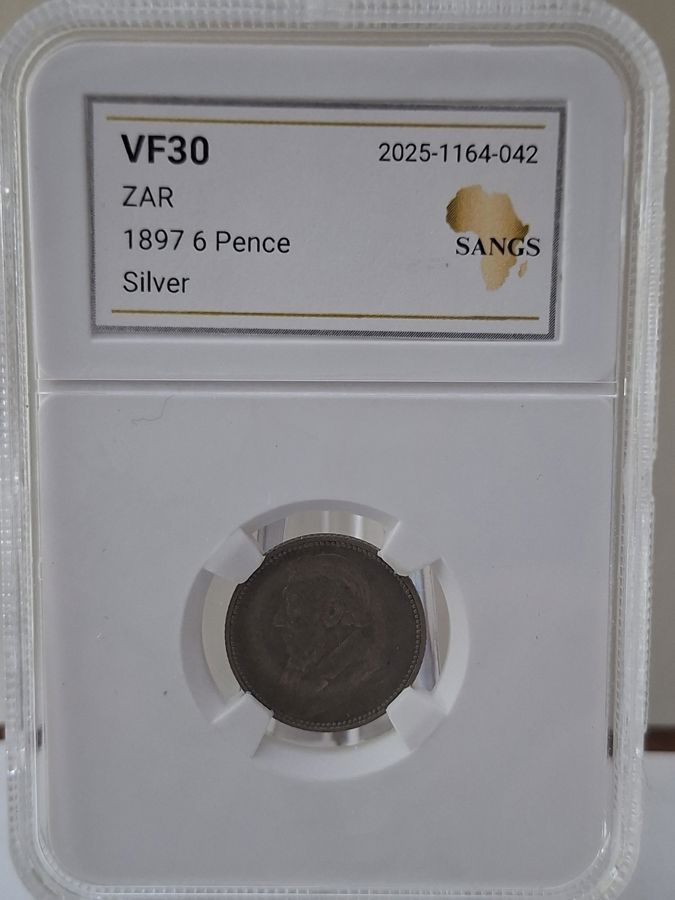 VF30
2025-1164-042
ZAR
1897 6 Pence
SANGS
Silver